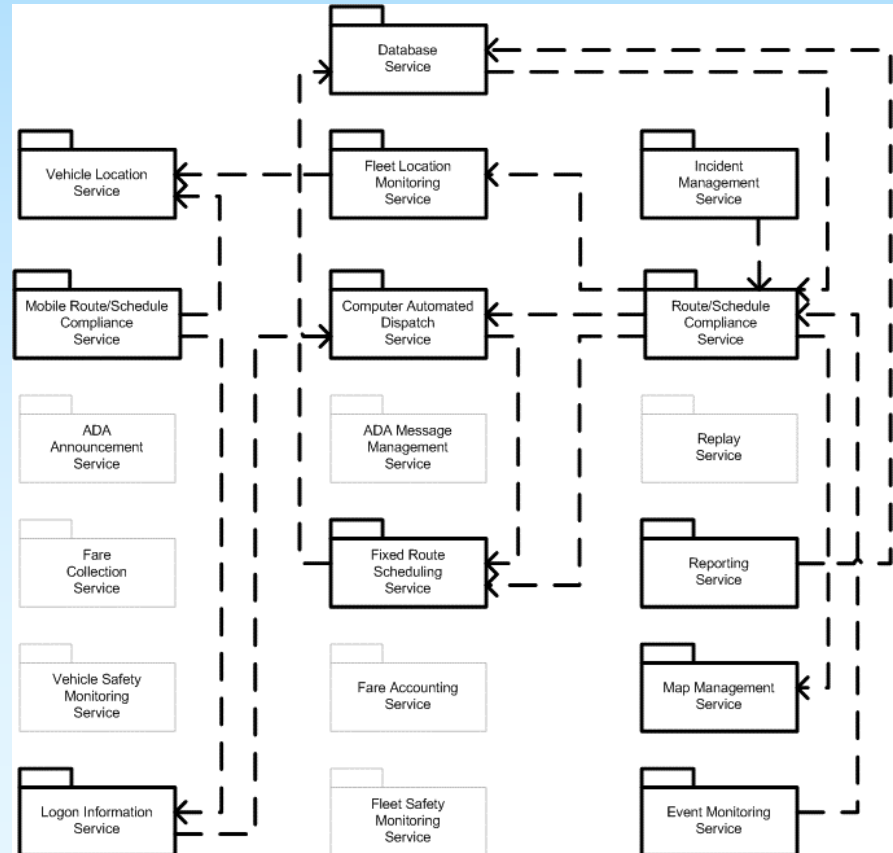 Database
Service
Vehicle Location
Service
Fleet Location
Monitoring
Service
Incident
Management
Service
Mobile Route/Schedule
Compliance
Service
Computer Automated
Dispatch
Service
Route/Schedule
Compliance
Service
ADA
Announcement
Service
ADA Message
Management
Service
Replay
Service
Fare
Collection
Service
Fixed Route
Scheduling
Service
Reporting
Service
Vehicle Safety
Monitoring
Service
Fare Accounting
Service
Map Management
Service
Logon Information
Service
Fleet Safety
Monitoring
Service
Event Monitoring
Service